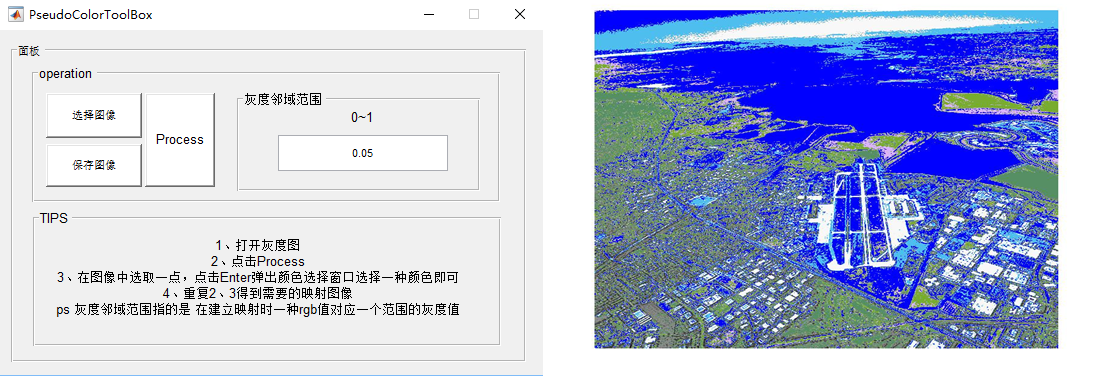 PseudoColorToolBox
面板
operation
选择图像
保存图像
Process
灰度邻域范围
0~1
0.05
TIPS
1、打开灰度图
2、点击Process
3、在图像中选取一点，点击Enter弹出颜色选择窗口选择一种颜色即可
4、重复2、3得到需要的映射图像
ps 灰度邻域范围指的是 在建立映射时一种rgb值对应一个范围的灰度值